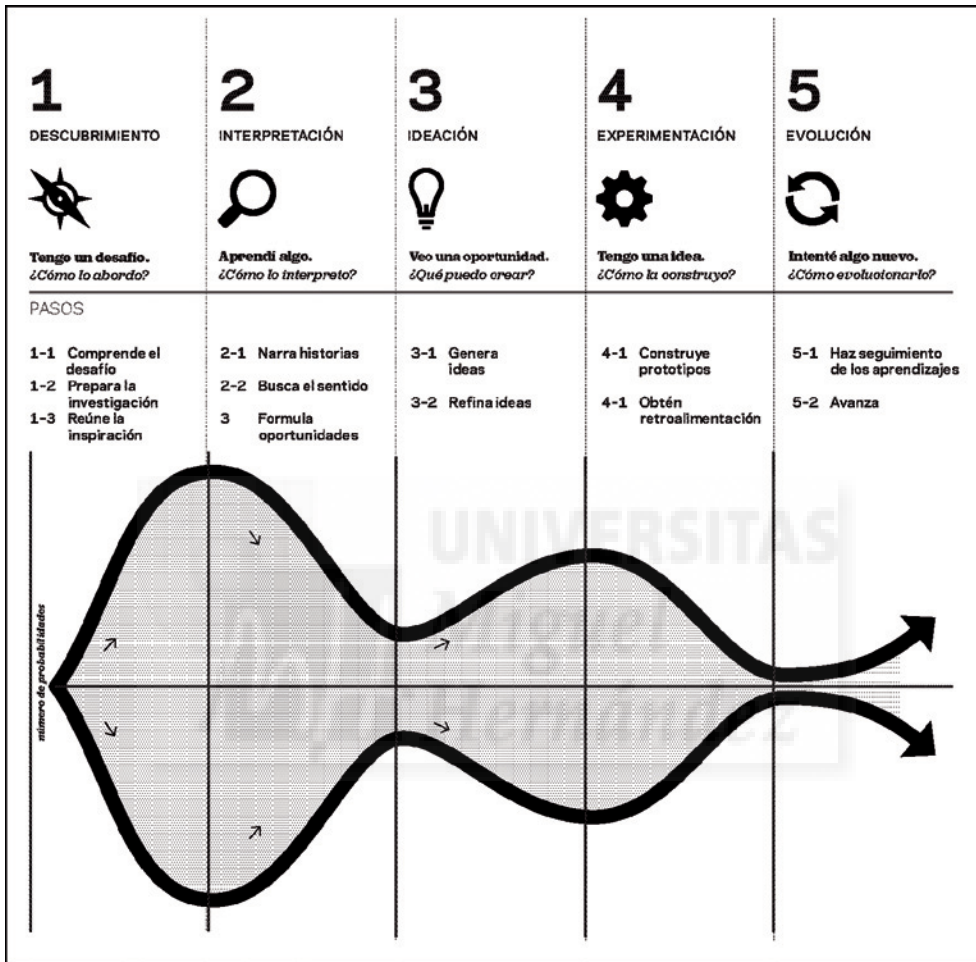 1
DESCUBRIMIENTO
Tengo un desafío.
¿Cómo lo abordo?
2
INTERPRETACIÓN
Aprendí algo.
¿Cómo lo interpreto?
3
IDEACIÓN
Veo una oportunidad.
¿Qué puedo crear?
4
EXPERIMENTACIÓN
Tengo una idea.
¿Cómo la construyo?
5
EVOLUCIÓN
Intenté algo nuevo.
¿Cómo evolucionarlo?
PASOS
1-1 Comprende el
desafío
1-2 Prepara la
investigación
1-3 Reúne la
inspiración
2-1 Narra historias
2-2 Busca el sentido
3 Formula
oportunidades
3-1 Genera
ideas
3-2 Refina ideas
4-1 Construye
prototipos
4-1 Obtén
retroalimentación
5-1 Haz seguimiento
de los aprendizajes
5-2 Avanza
número de probabilidades
UNIVERSITAS
Miguel
Hernández